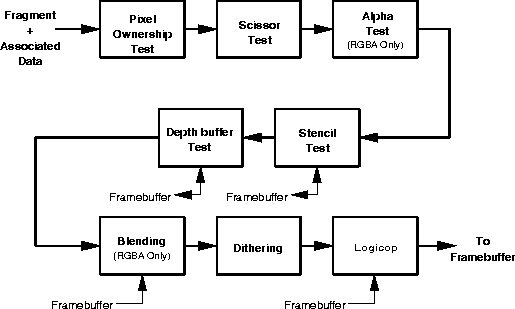 Fragment
+
Associated
Data
Pixel
Ownership
Test
Scissor
Test
Alpha
Test
(RGBA Only)
Depth buffer
Test
Stencil
Test
Framebuffer
Framebuffer
Blending
(RGBA Only)
Dithering
Logicop
To
Framebuffer
Framebuffer
Framebuffer